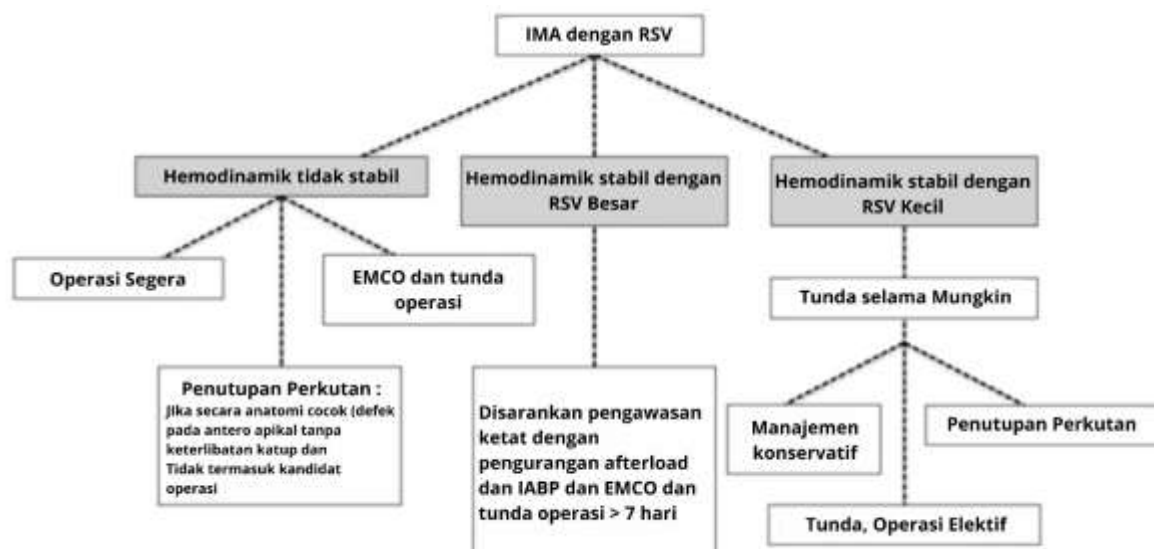 IMA dengan RSV
Hemodinamik tidak stabil
Hemodinamik stabil dengan
RSV Besar
Hemodinamik stabil dengan
RSV Kecil
Operasi Segera
EMCO dan tunda
operasi
Tunda selama Mungkin
Penutupan Perkutan :
Jika secara anatomi cocok (defek
pada antero apikal tanpa
keterlibatan katup dan
Tidak termasuk kandidat
operasi
Disarankan pengawasan
ketat dengan
pengurangan afterload
dan IABP dan EMCO dan
tunda operasi > 7 hari
Manajemen
konservatif
Penutupan Perkutan
Tunda, Operasi Elektif